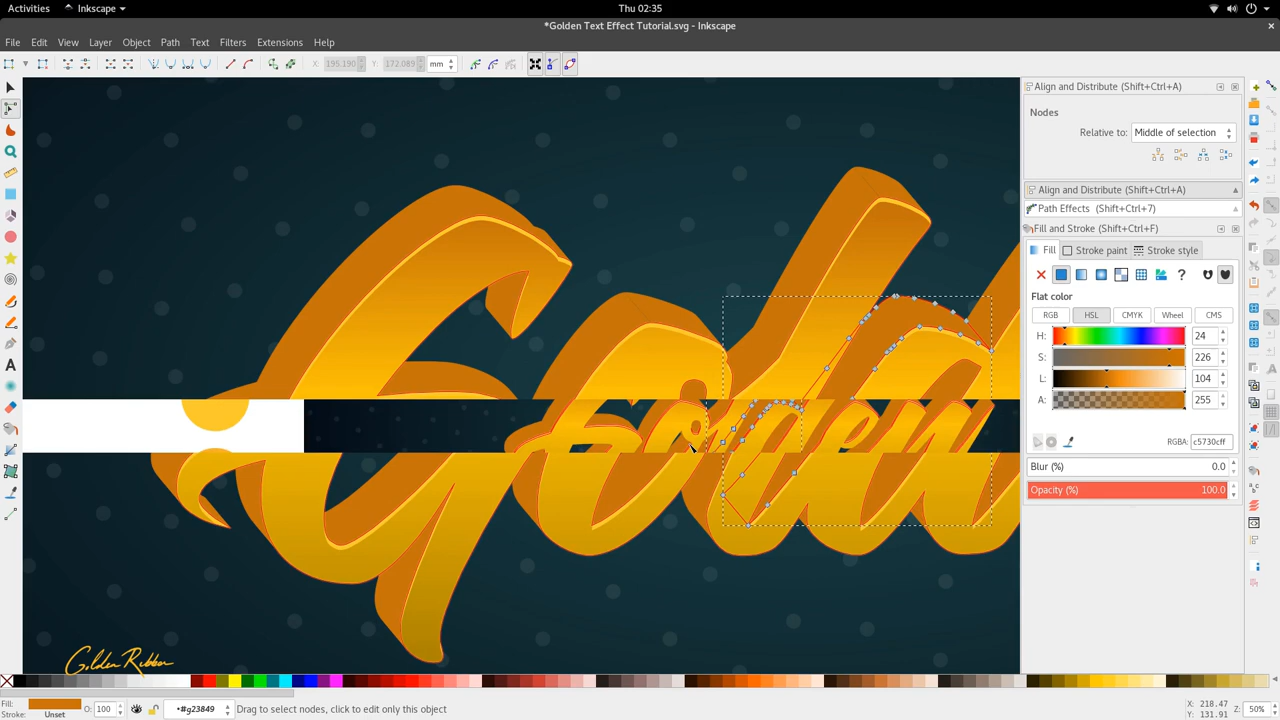 Activities Inkscape Thu 02:35
*Golden Text Effect Tutorial.svg - Inkscape
File Edit View Layer Object Path Text Filters Extensions Help
X: 195.190 Y: 172.089 mm
Align and Distribute (Shift+Ctrl+A)
Nodes
Relative to: Middle of selection
Align and Distribute (Shift+Ctrl+A)
Path Effects (Shift+Ctrl+7)
Fill and Stroke (Shift+Ctrl+F)
Fill Stroke paint Stroke style
?
Flat color
RGB HSL CMYK Wheel CMS
H: 24
S: 226
L: 104
A: 255
RGBA: c5730cff
Blur (%) 0.0
Opacity (%) 100.0
Golden
Golden Ribbon
Fill:
Stroke: Unset
O: 100
•#g23849
Drag to select nodes, click to edit only this object
X: 218.47
Y: 131.91
Z: 50%